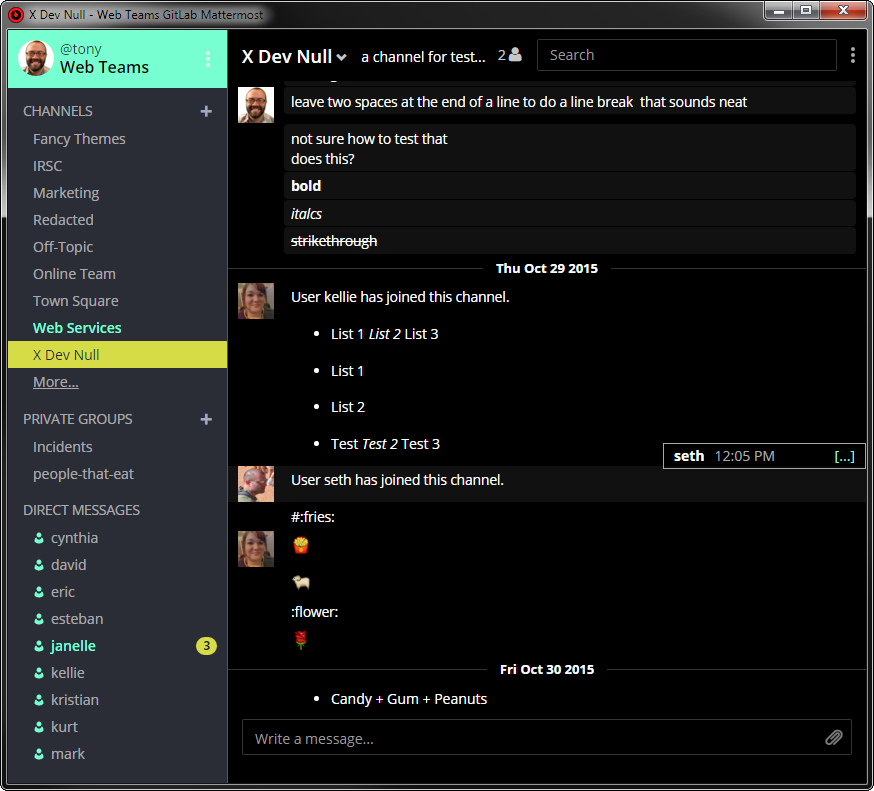 X Dev Null - Web Teams GitLab Mattermost
@tony
Web Teams
CHANNELS +
Fancy Themes
IRSC
Marketing
Redacted
Off-Topic
Online Team
Town Square
Web Services
X Dev Null
More...
PRIVATE GROUPS +
Incidents
people-that-eat
DIRECT MESSAGES
cynthia
david
eric
esteban
janelle 3
kellie
kristian
kurt
mark
X Dev Null a channel for test... 2 Search
leave two spaces at the end of a line to do a line break  that sounds neat
not sure how to test that
does this?
bold
italcs
strikethrough
Thu Oct 29 2015
User kellie has joined this channel.
• List 1 List 2 List 3
• List 1
• List 2
• Test Test 2 Test 3
seth 12:05 PM [...]
User seth has joined this channel.
#:fries:
:flower:
Fri Oct 30 2015
• Candy + Gum + Peanuts
Write a message...